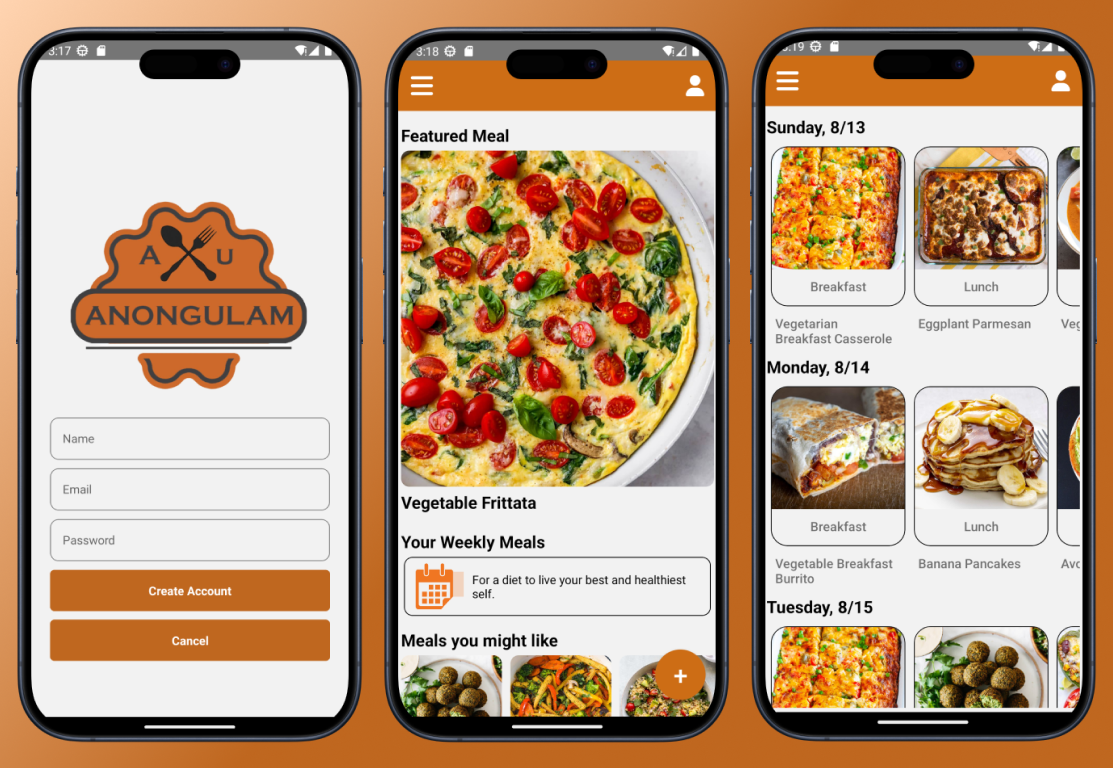 3:17
A U
ANONGULAM
Name
Email
Password
Create Account
Cancel
3:18
Featured Meal
Vegetable Frittata
Your Weekly Meals
For a diet to live your best and healthiest
self.
Meals you might like
+
3:19
Sunday, 8/13
Breakfast
Lunch
Vegetarian
Breakfast Casserole
Eggplant Parmesan
Monday, 8/14
Breakfast
Lunch
Vegetable Breakfast
Burrito
Banana Pancakes
Tuesday, 8/15